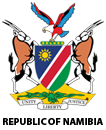 UNITY LIBERTY JUSTICE
REPUBLIC OF NAMIBIA